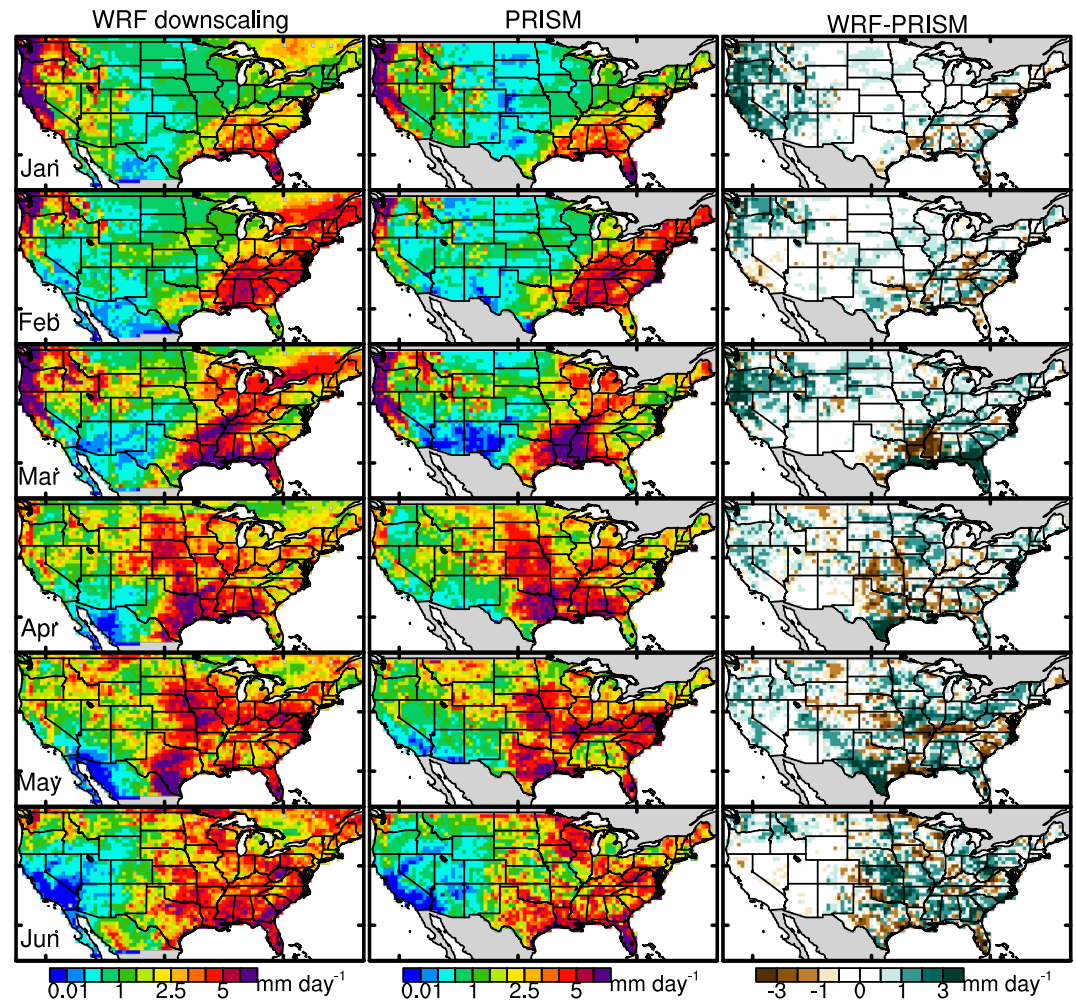 WRF downscaling PRISM WRF-PRISM
Jan
Feb
Mar
Apr
May
Jun
0.01 1 2.5 5 mm day⁻¹ 0.01 1 2.5 5 mm day⁻¹ -3 -1 0 1 3 mm day⁻¹